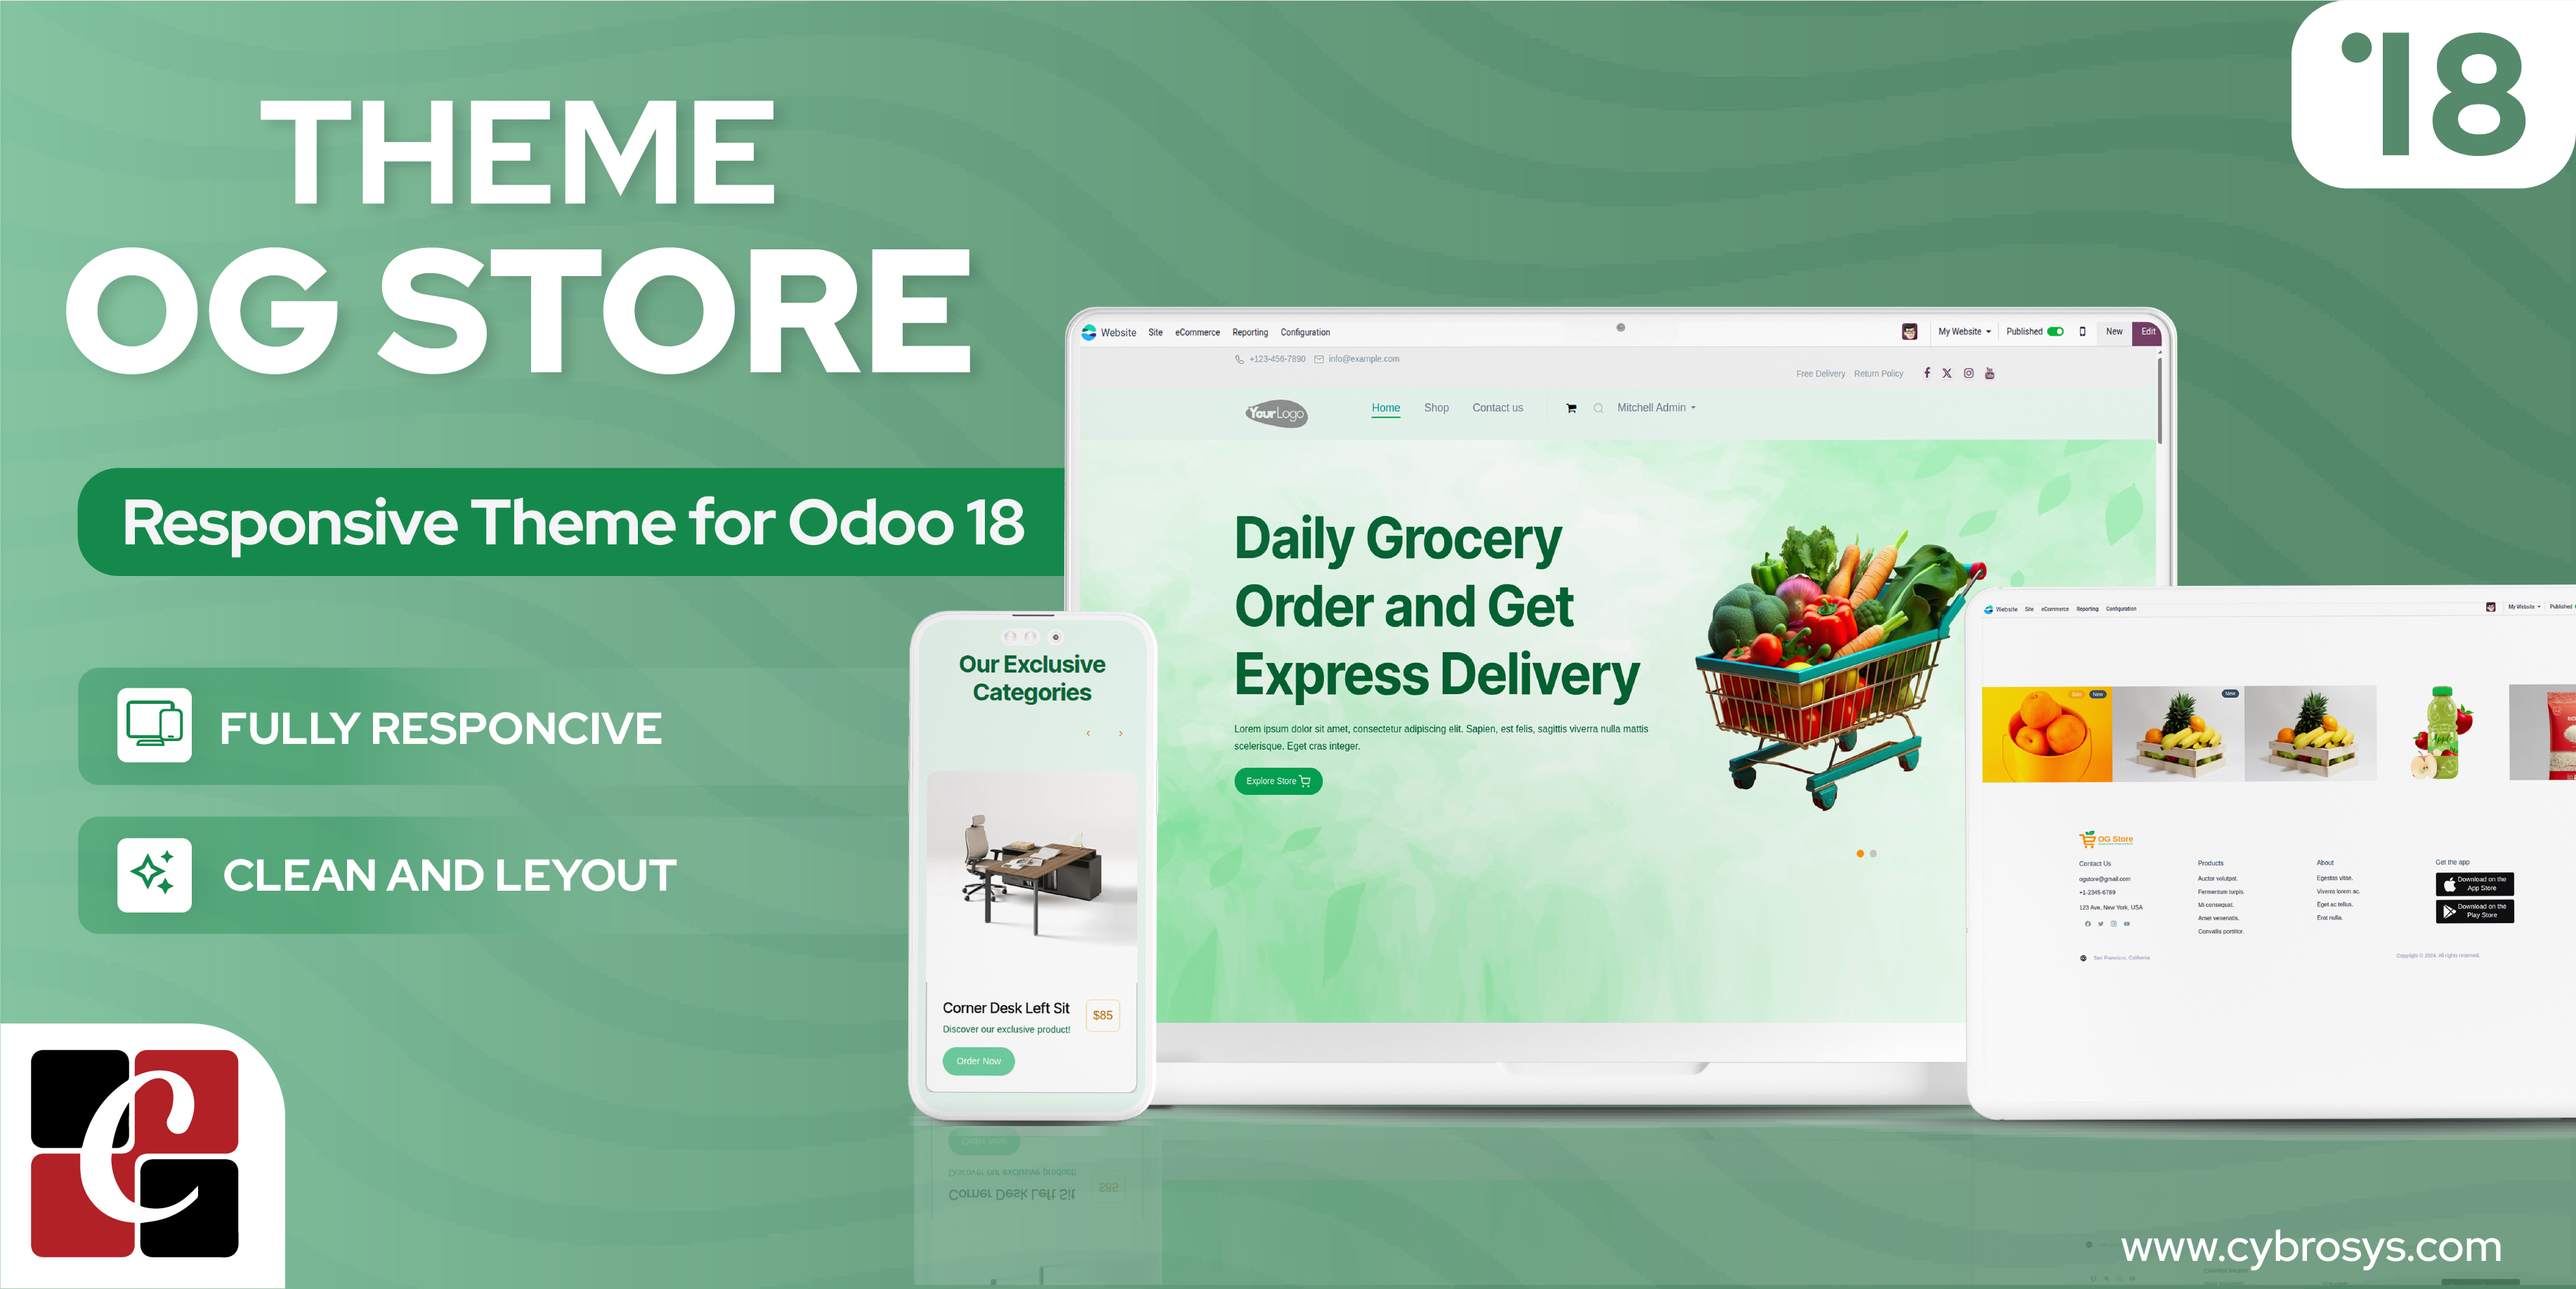 THEME
OG STORE
Responsive Theme for Odoo 18
FULLY RESPONCIVE
CLEAN AND LEYOUT
18
Website Site eCommerce Reporting Configuration My Website Published New Edit
+123-456-7890 info@example.com
Free Delivery Return Policy
YourLogo Home Shop Contact us Mitchell Admin
Daily Grocery
Order and Get
Express Delivery
Lorem ipsum dolor sit amet, consectetur adipiscing elit. Sapien, est felis, sagittis viverra nulla mattis
scelerisque. Eget cras integer.
Explore Store
Our Exclusive
Categories
Corner Desk Left Sit
$85
Discover our exclusive product!
Order Now
Website Site eCommerce Reporting Configuration My Website Published
Sale New
New
OG Store
Contact Us Products About Get the app
ogstore@gmail.com Auctor volutpat. Egestas vitae. Download on the
App Store
+1-2345-6789 Fermentum turpis. Viverra lorem ac.
123 Ave, New York, USA Mi consequat. Eget ac tellus. Download on the
Play Store
Amet venenatis. Erat nulla.
Convallis porttitor.
San Francisco, California Copyright © 2024. All rights reserved.
C
www.cybrosys.com